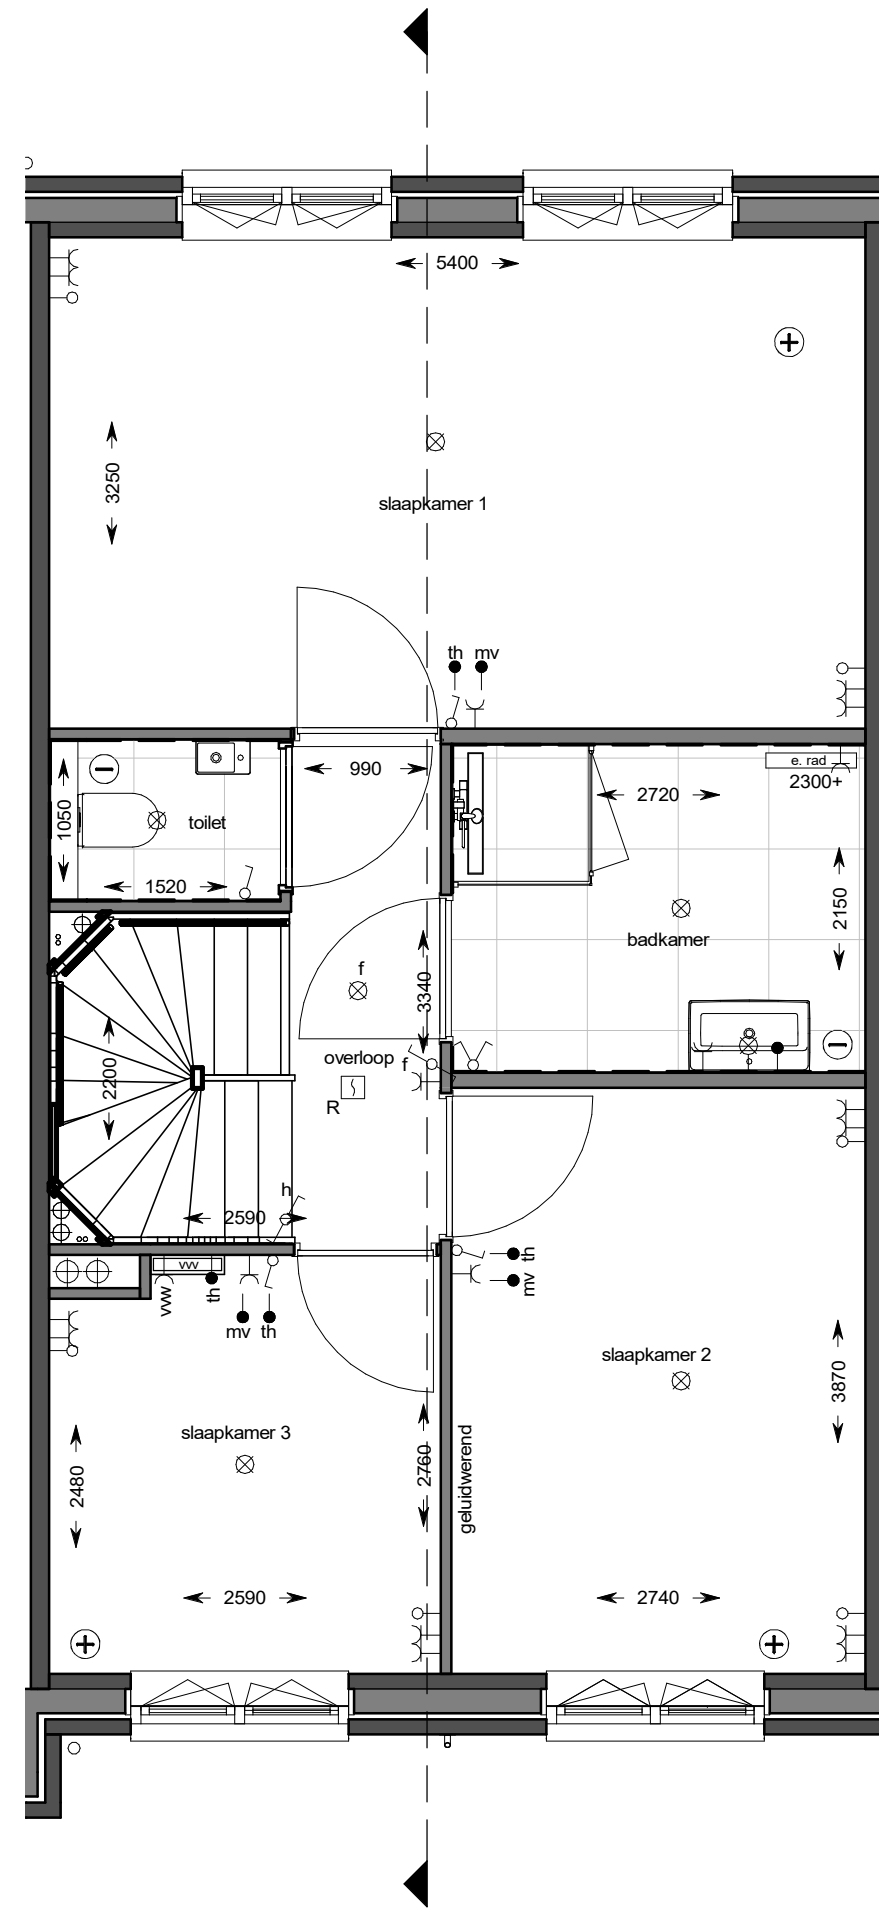 5400
3250
slaapkamer 1
th mv
990
e. rad
2300+
2720
1050
toilet
1520
2150
badkamer
f
3340
overloop
f
2200
R
h
2590
vvv
vvw
th
mv th
th
mv
slaapkamer 2
3870
slaapkamer 3
2480
2760
geluidwerend
2590
2740